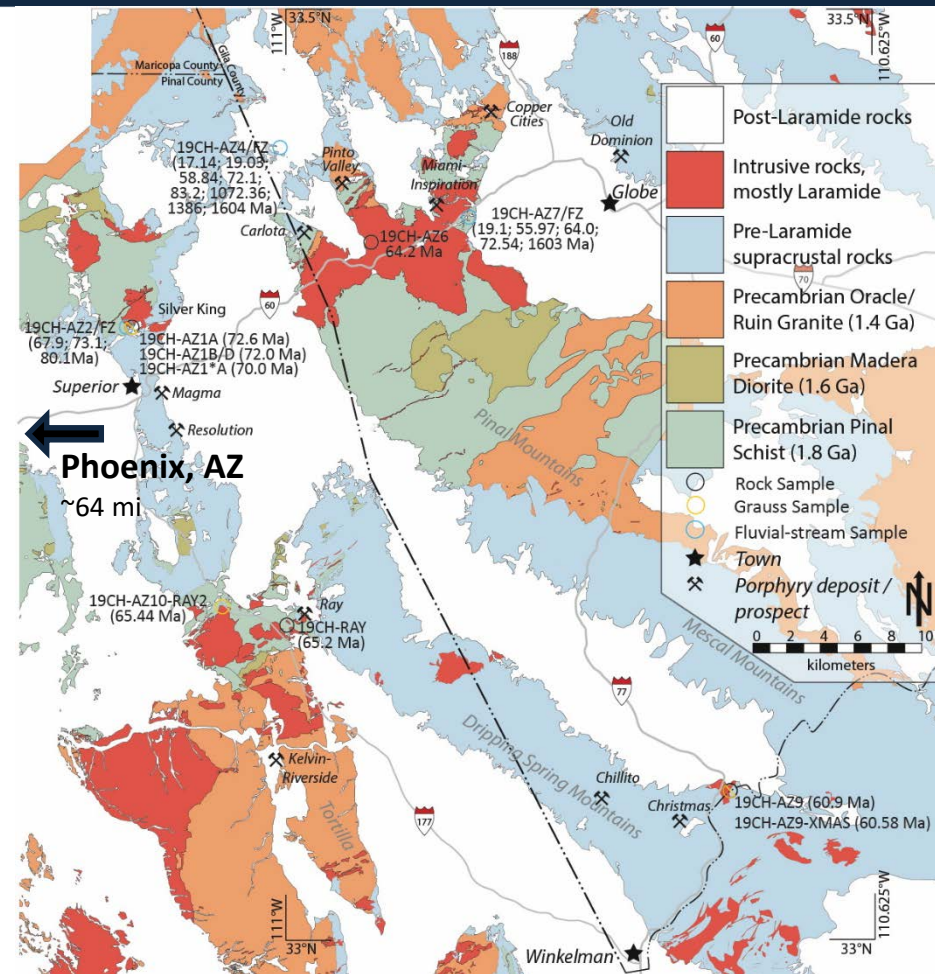 33.5°N
111°W
33.5°N
110.625°W
60
188
Maricopa County
Pinal County
Gila County
Copper
Cities
Old
Dominion
19CH-AZ4/FZ
(17.14; 19.03;
58.84; 72.1;
83.2; 1072.36;
1386; 1604 Ma)
Pinto
Valley
Miami-
Inspiration
Globe
19CH-AZ7/FZ
(19.1; 55.97; 64.0;
72.54; 1603 Ma)
Carlota
19CH-AZ6
64.2 Ma
60
70
Silver King
19CH-AZ2/FZ
(67.9; 73.1;
80.1Ma)
19CH-AZ1A (72.6 Ma)
19CH-AZ1B/D (72.0 Ma)
19CH-AZ1*A (70.0 Ma)
Superior
Magma
Resolution
Phoenix, AZ
~64 mi
Pinal Mountains
Post-Laramide rocks
Intrusive rocks,
mostly Laramide
Pre-Laramide
supracrustal rocks
Precambrian Oracle/
Ruin Granite (1.4 Ga)
Precambrian Madera
Diorite (1.6 Ga)
Precambrian Pinal
Schist (1.8 Ga)
Rock Sample
Grauss Sample
Fluvial-stream Sample
Town
Porphyry deposit /
prospect
N
0 2 4 6 8 10
kilometers
19CH-AZ10-RAY2
(65.44 Ma)
Ray
19CH-RAY
(65.2 Ma)
Mescal Mountains
77
Kelvin-
Riverside
Tortilla
Dripping Spring Mountains
Chillito
Christmas
19CH-AZ9 (60.9 Ma)
19CH-AZ9-XMAS (60.58 Ma)
177
111°W
33°N
Winkelman
33°N
110.625°W